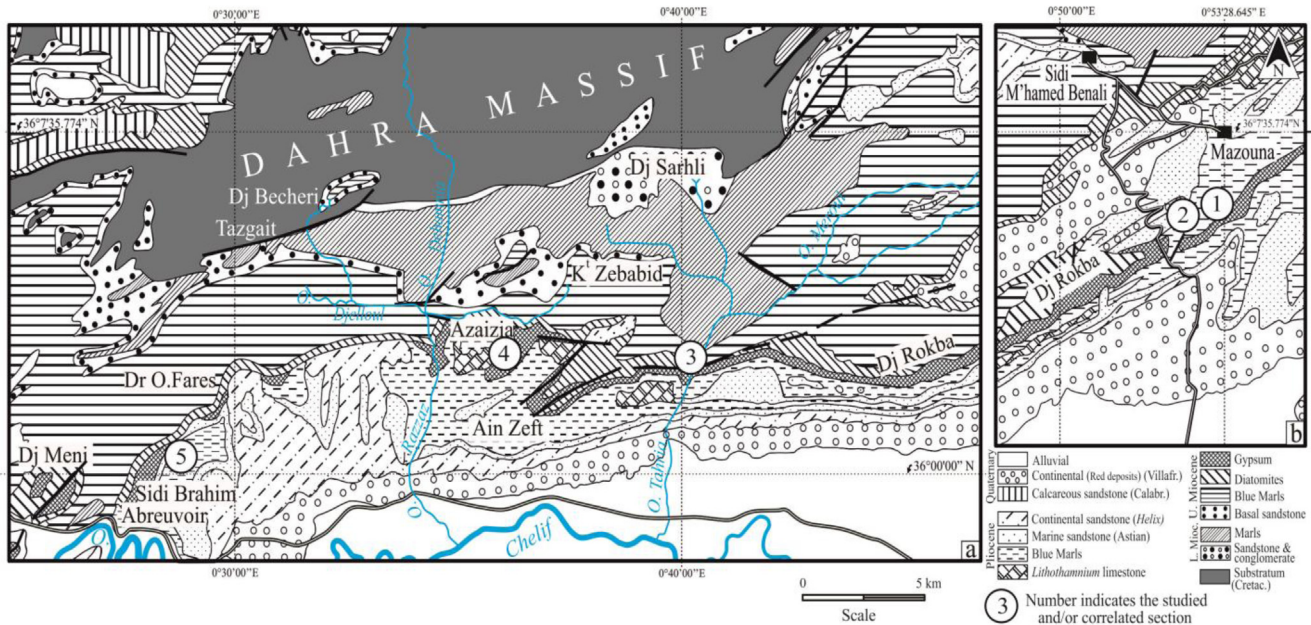 0°30'00"E
0°40'00"E
0°50'00"E
0°53'28.645" E
36°7'35.774" N
DAHRA MASSIF
Dj Becheri
Tazgait
O. Dahmania
Dj Sarhli
O. Djelloul
K' Zebabid
Azaizia
4
3
Dj Rokba
Dr O.Fares
O. Razzaz
Ain Zeft
Dj Meni
5
Sidi Brahim
Abreuvoir
O.
Chelif
36°00'00" N
a
0°30'00"E
0°40'00"E
Sidi
M'hamed Benali
N
36°7'35.774"N
Mazouna
1
2
Dj Rokba
b
0
5 km
Scale
Quaternary
Alluvial
Continental (Red deposits) (Villafr.)
Calcareous sandstone (Calabr.)
Pliocene
Continental sandstone (Helix)
Marine sandstone (Astian)
Blue Marls
Lithothamnium limestone
U. Miocene
Gypsum
Diatomites
Blue Marls
Basal sandstone
L. Mioc.
Marls
Sandstone &
conglomerate
Substratum
(Cretac.)
3
Number indicates the studied
and/or correlated section